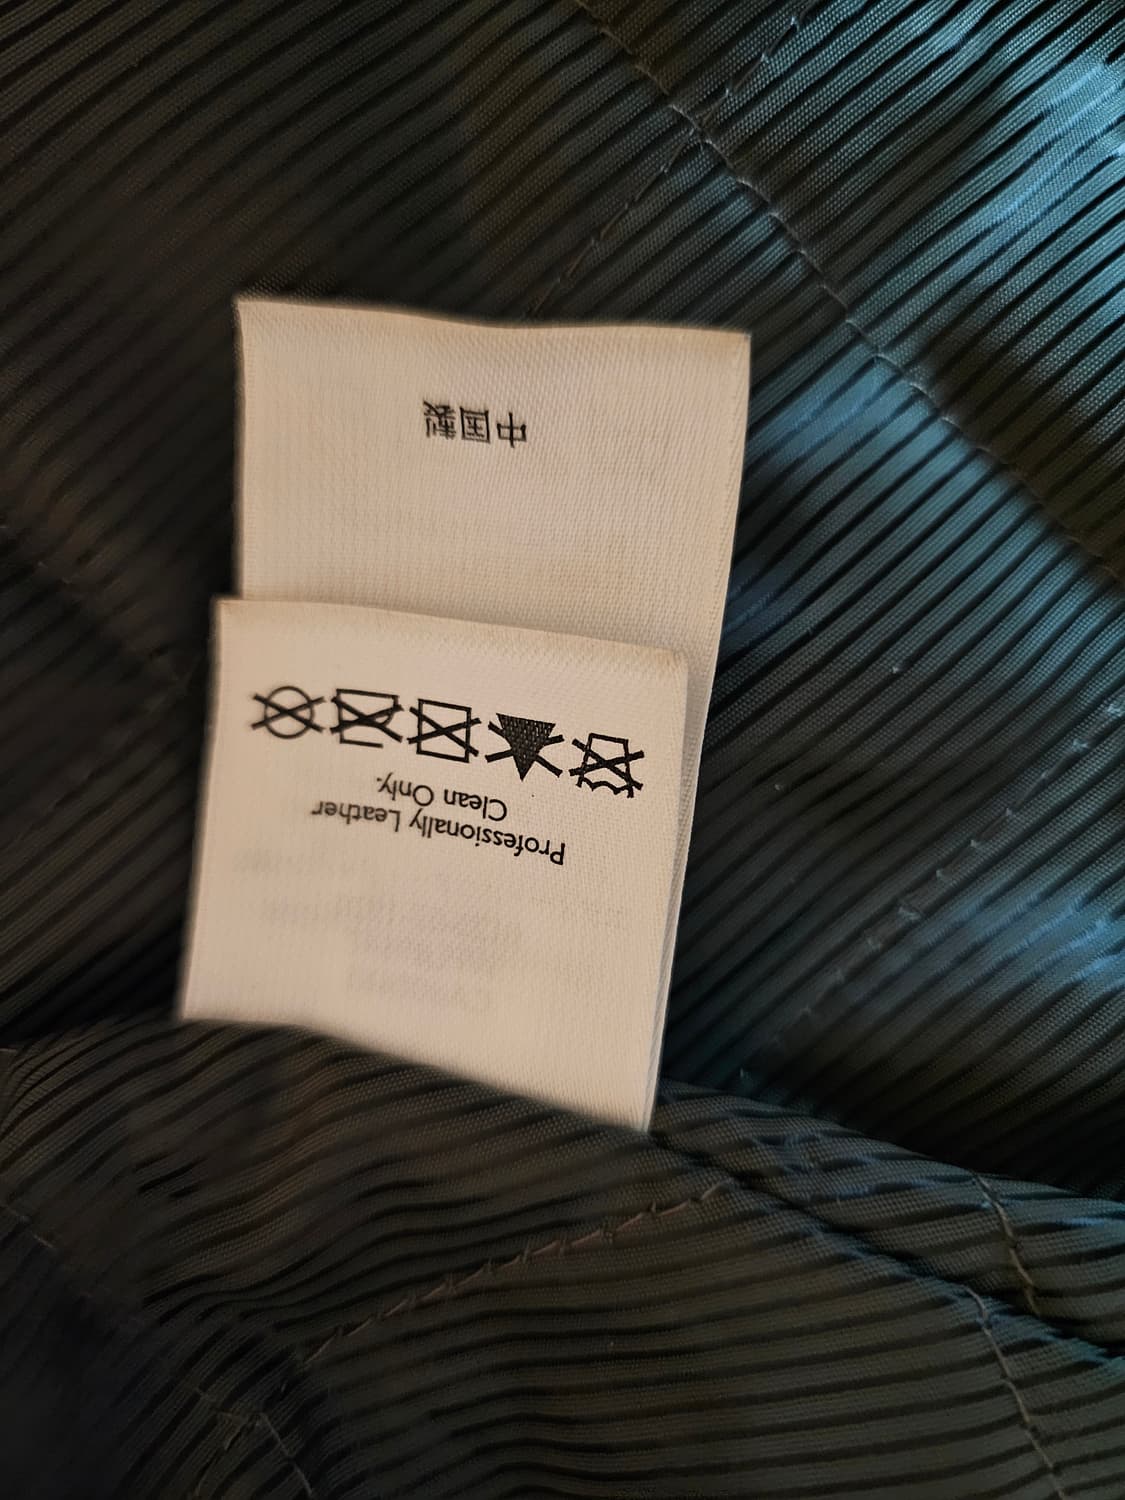 Professionally Leather
Clean Only.
中国製